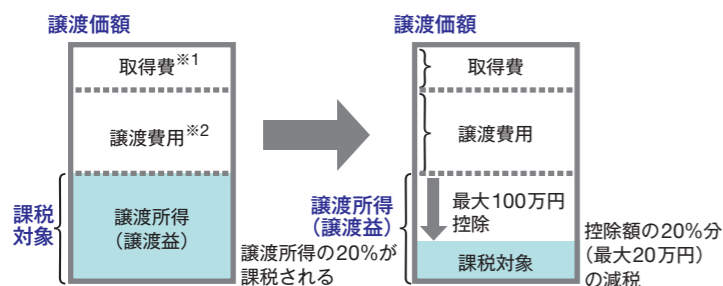 譲渡価額
取得費※1
譲渡費用※2
課税
対象
譲渡所得
（譲渡益）
譲渡所得の20%が
課税される
譲渡価額
取得費
譲渡費用
譲渡所得
（譲渡益）
最大100万円
控除
課税対象
控除額の20%分
（最大20万円）
の減税